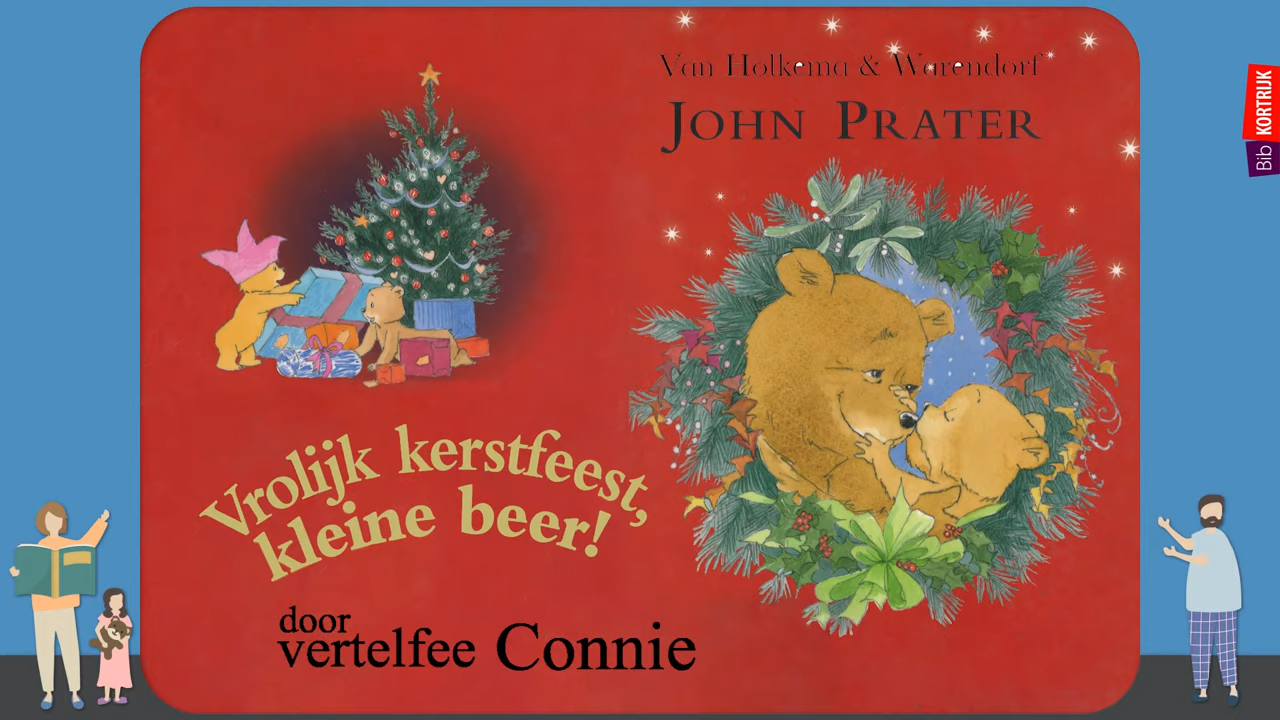 Van Holkema & Warendorf
JOHN PRATER
Vrolijk kerstfeest,
kleine beer!
door
vertelfee Connie
Bib KORTRIJK